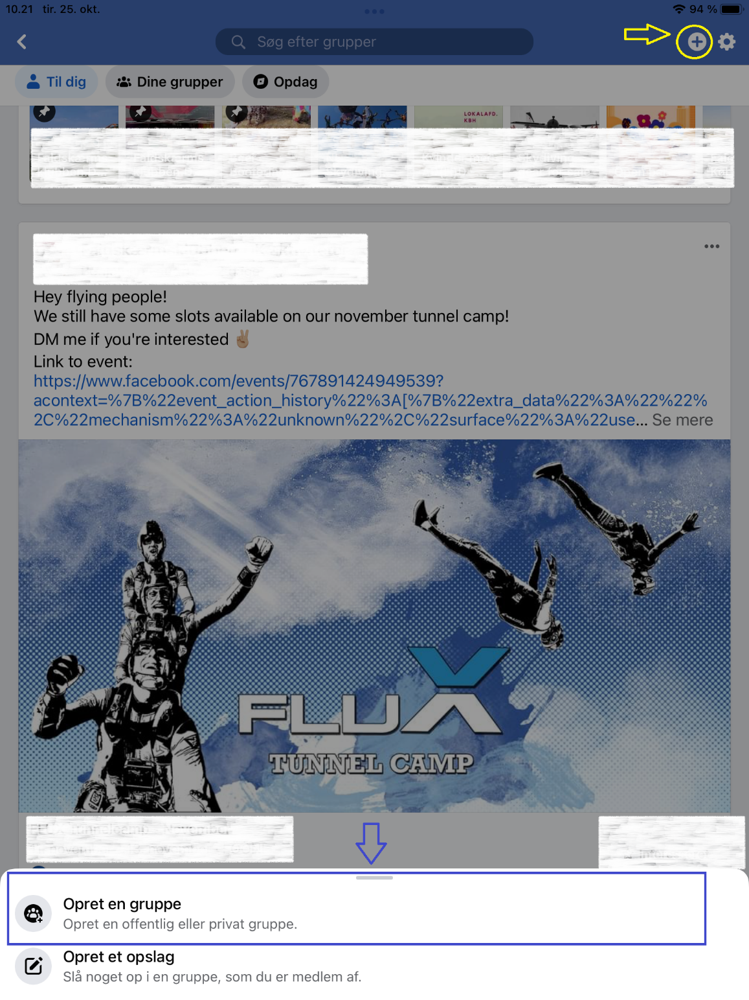 10.21 tir. 25. okt.
94 %
Søg efter grupper
Til dig
Dine grupper
Opdag
LOKALAFD.
KBH
Hey flying people!
We still have some slots available on our november tunnel camp!
DM me if you're interested ✌🏼
Link to event:
https://www.facebook.com/events/767891424949539?
acontext=%7B%22event_action_history%22%3A[%7B%22extra_data%22%3A%22%22%
2C%22mechanism%22%3A%22unknown%22%2C%22surface%22%3A%22use... Se mere
FLUX
TUNNEL CAMP
Opret en gruppe
Opret en offentlig eller privat gruppe.
Opret et opslag
Slå noget op i en gruppe, som du er medlem af.